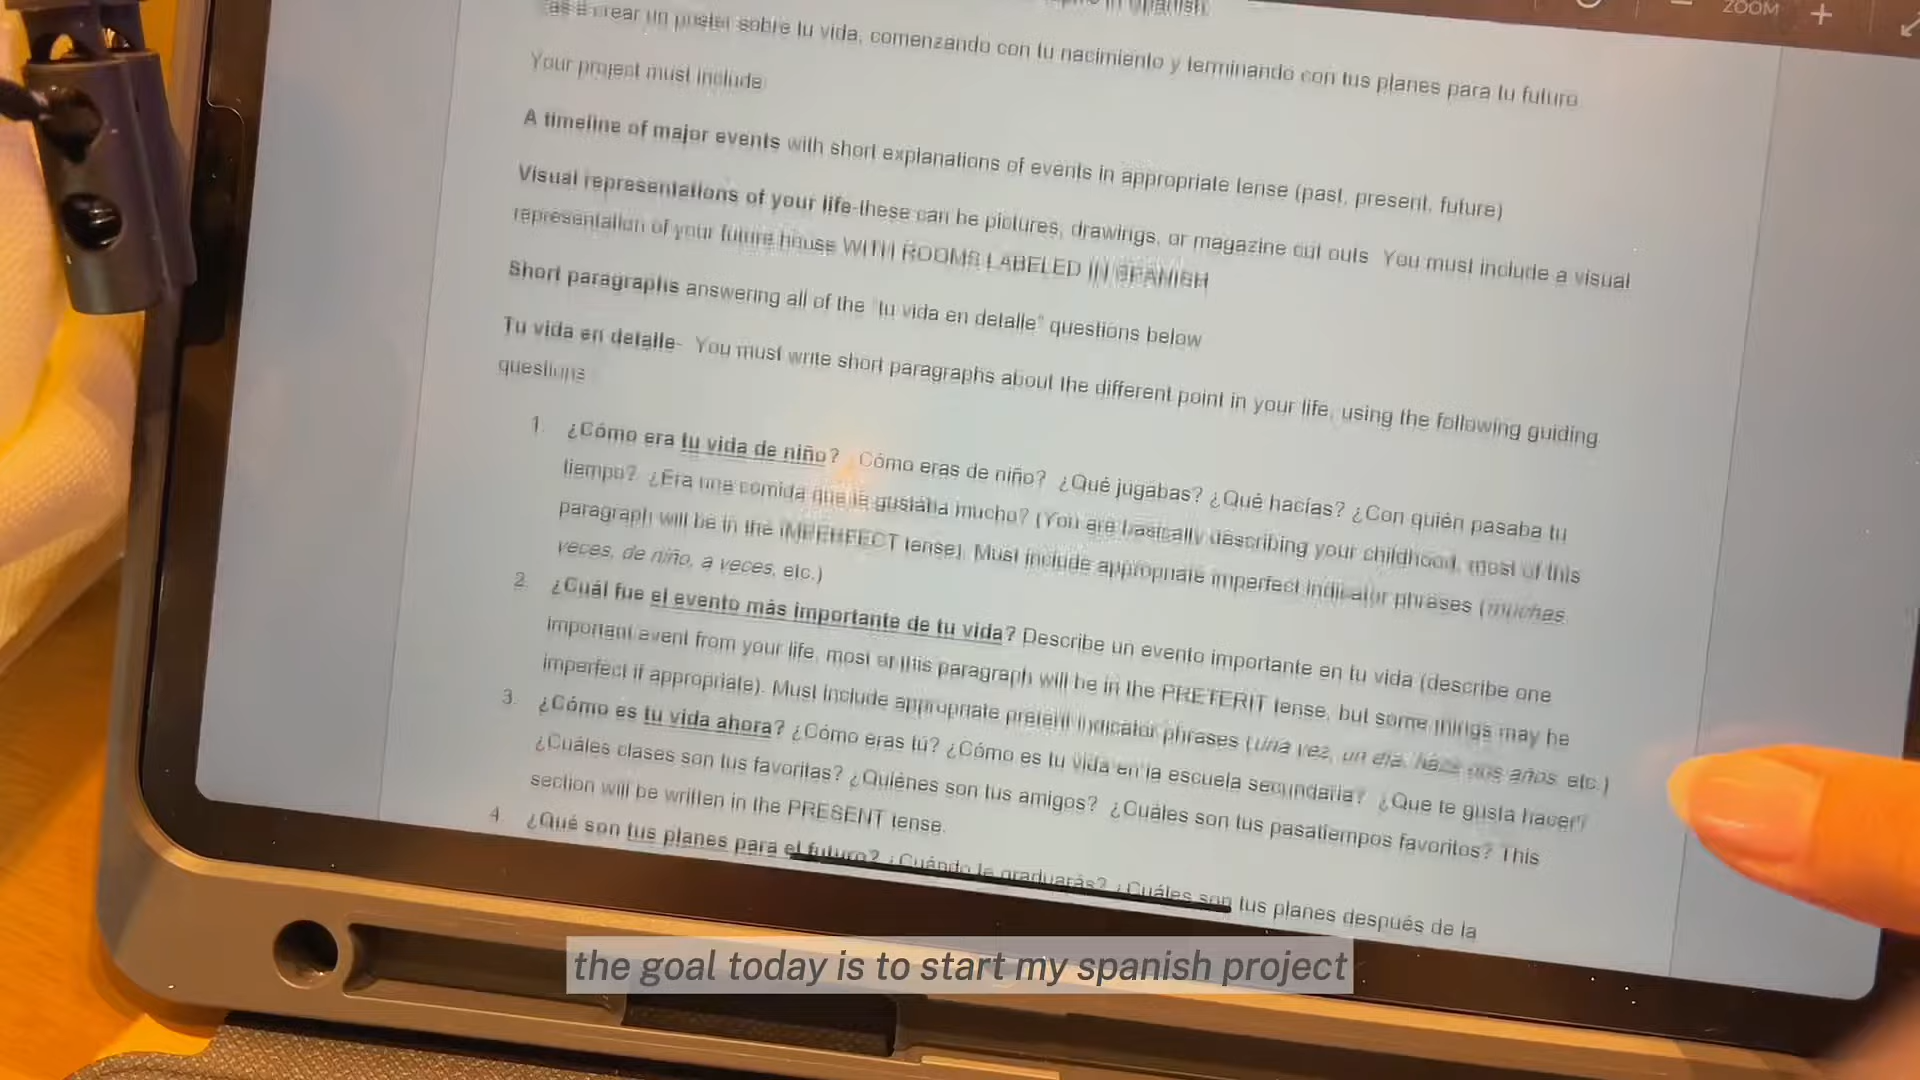 ZOOM
crear un poster sobre tu vida, comenzando con tu nacimiento y terminando con tus planes para tu futuro
Your project must include
A timeline of major events with short explanations of events in appropriate tense (past, present, future)
Visual representations of your life-these can be pictures, drawings, or magazine cut outs You must include a visual
representation of your future house WITH ROOMS LABELED IN SPANISH
Short paragraphs answering all of the "tu vida en detalle" questions below
Tu vida en detalle- You must write short paragraphs about the different point in your life, using the following guiding
questions
1. ¿Cómo era tu vida de niño? Cómo eras de niño? ¿Qué jugabas? ¿Qué hacías? ¿Con quién pasaba tu
tiempo? ¿Era una comida que te gustaba mucho? (You are basically describing your childhood, most of this
paragraph will be in the IMPERFECT tense). Must include appropriate imperfect indicator phrases (muchas
veces, de niño, a veces, etc.)
2. ¿Cuál fue el evento más importante de tu vida? Describe un evento importante en tu vida (describe one
important event from your life, most of this paragraph will be in the PRETERIT tense, but some things may be
imperfect if appropriate). Must include appropriate preterit indicator phrases (una vez, un día, hace dos años, etc.)
3. ¿Cómo es tu vida ahora? ¿Cómo eras tú? ¿Cómo es tu vida en la escuela secundaria? ¿Que te gusta hacer?
¿Cuáles clases son tus favoritas? ¿Quiénes son tus amigos? ¿Cuáles son tus pasatiempos favoritos? This
section will be written in the PRESENT tense.
4. ¿Qué son tus planes para el futuro? ¿Cuándo te graduarás? ¿Cuáles son tus planes después de la
the goal today is to start my spanish project